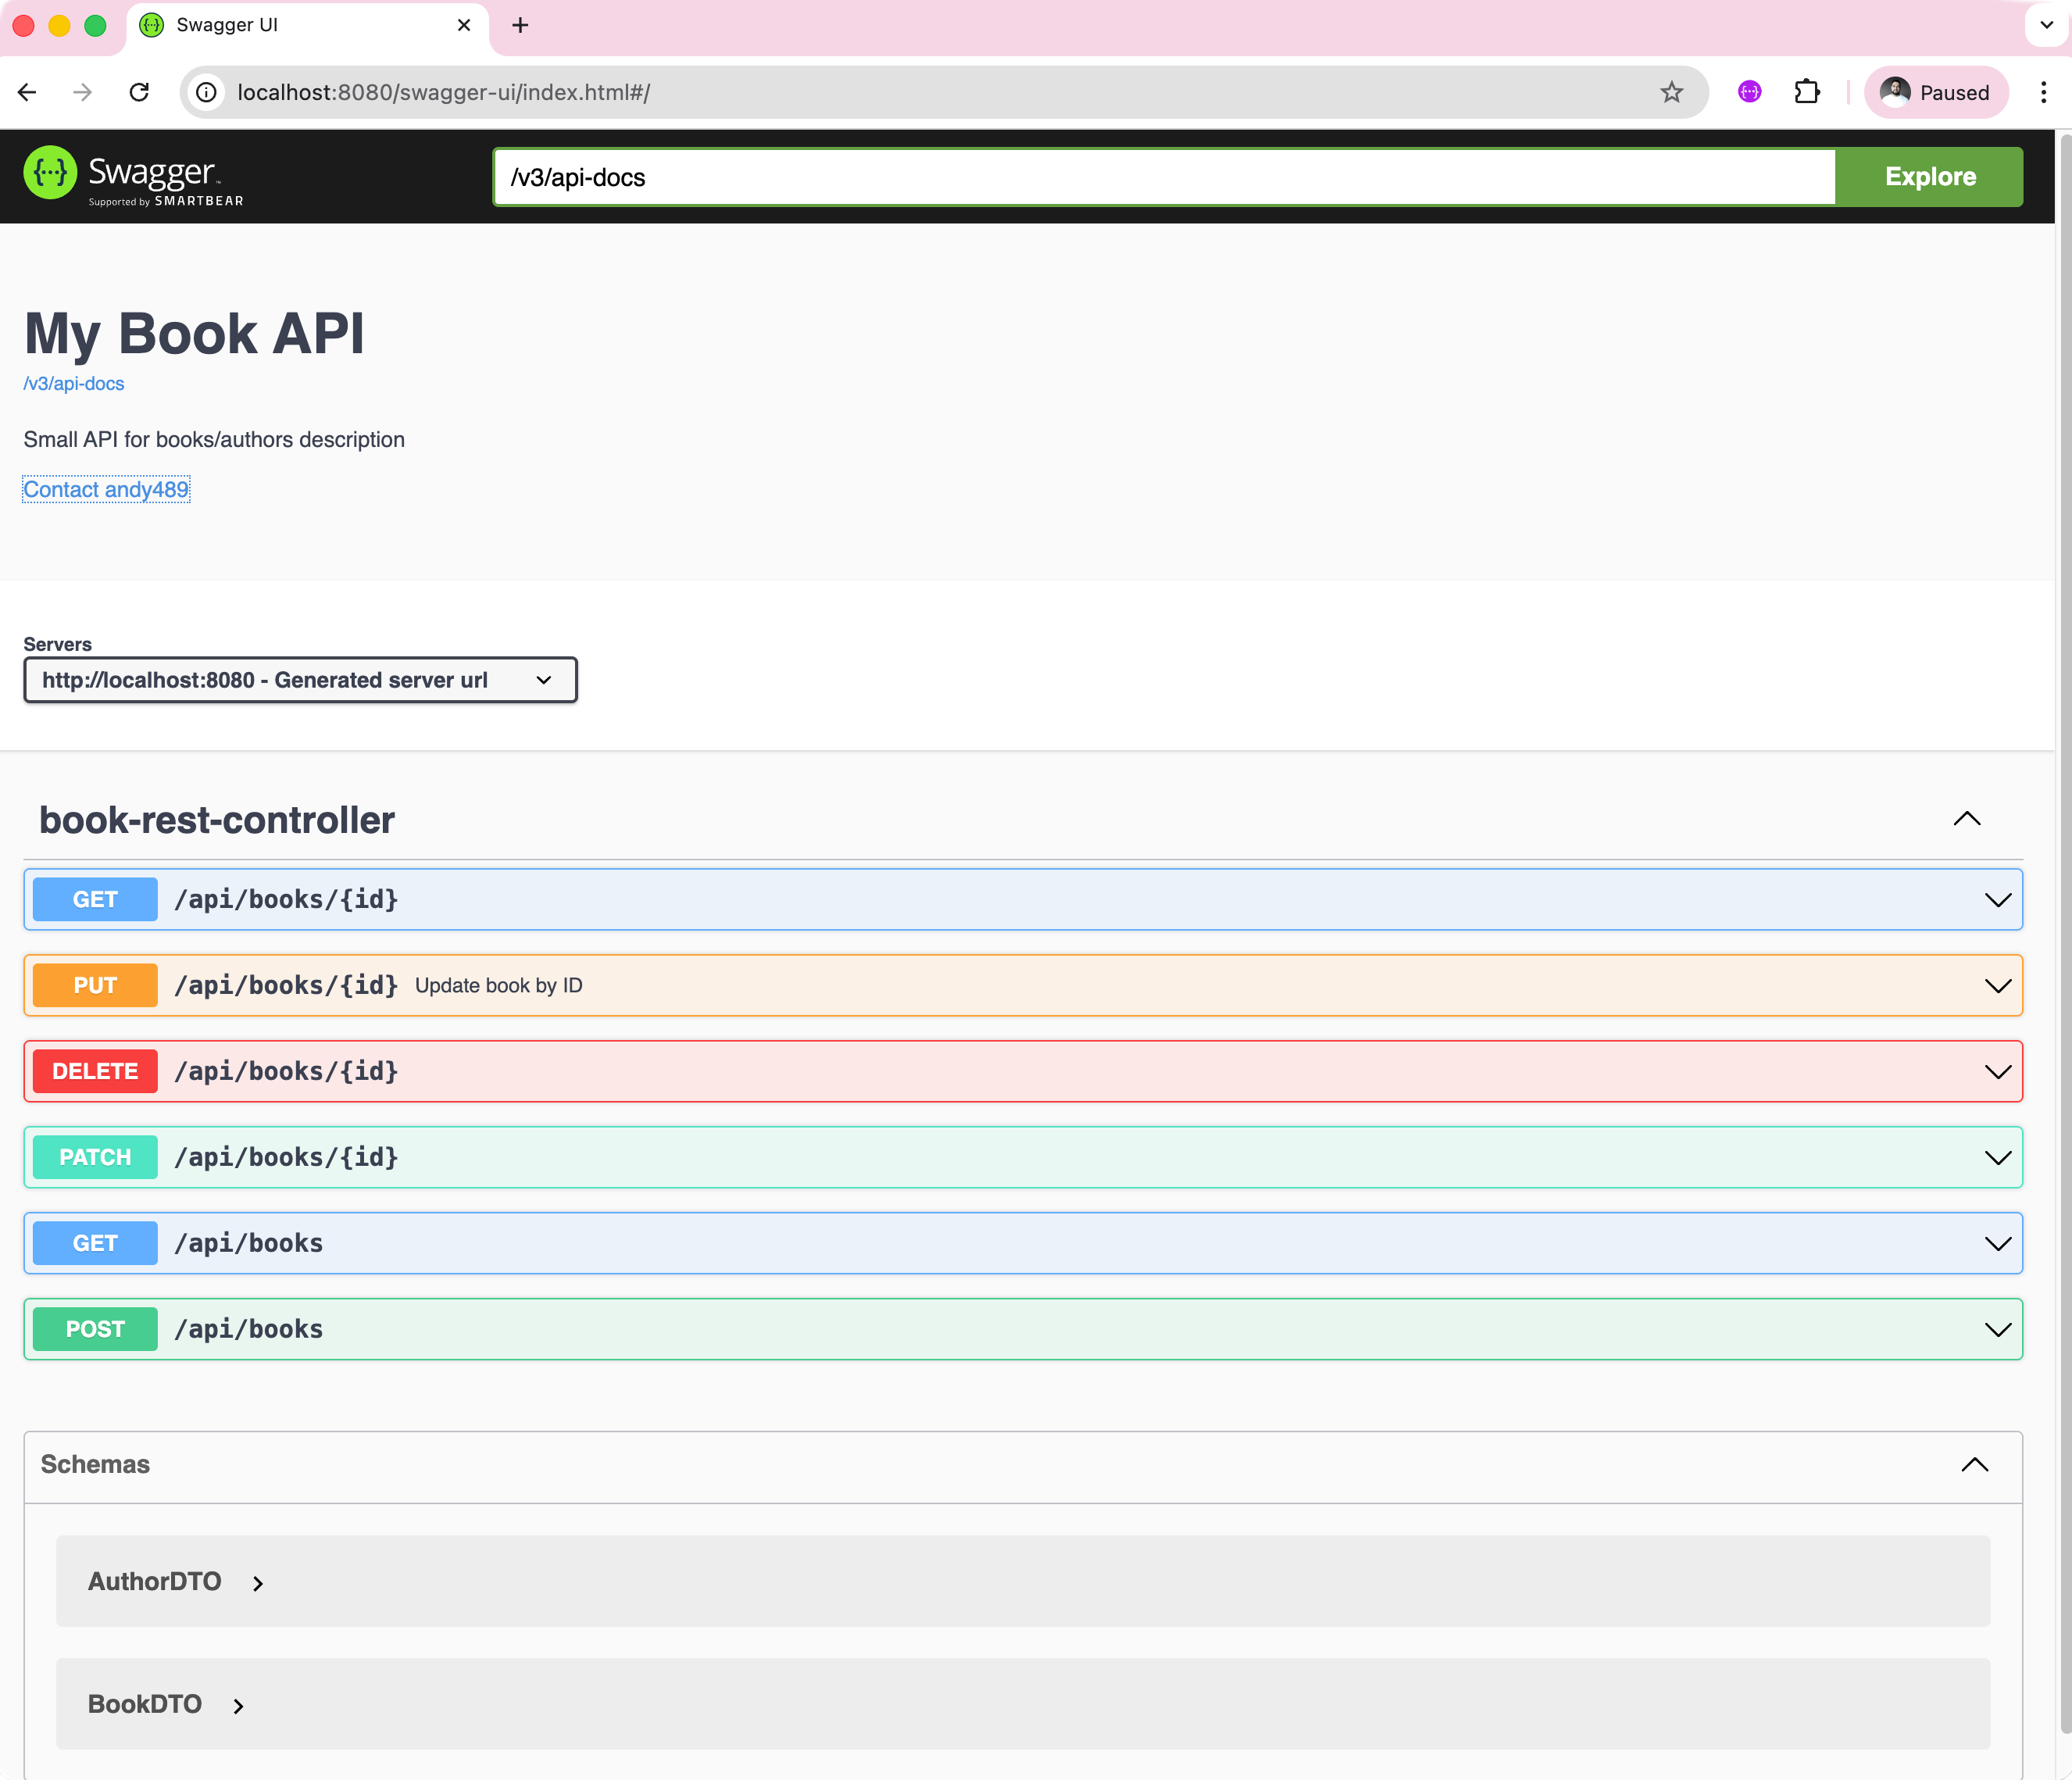 Swagger UI
localhost:8080/swagger-ui/index.html#/
Paused
Swagger
Supported by SMARTBEAR
/v3/api-docs
Explore
My Book API
/v3/api-docs
Small API for books/authors description
Contact andy489
Servers
http://localhost:8080 - Generated server url
book-rest-controller
GET /api/books/{id}
PUT /api/books/{id} Update book by ID
DELETE /api/books/{id}
PATCH /api/books/{id}
GET /api/books
POST /api/books
Schemas
AuthorDTO
BookDTO